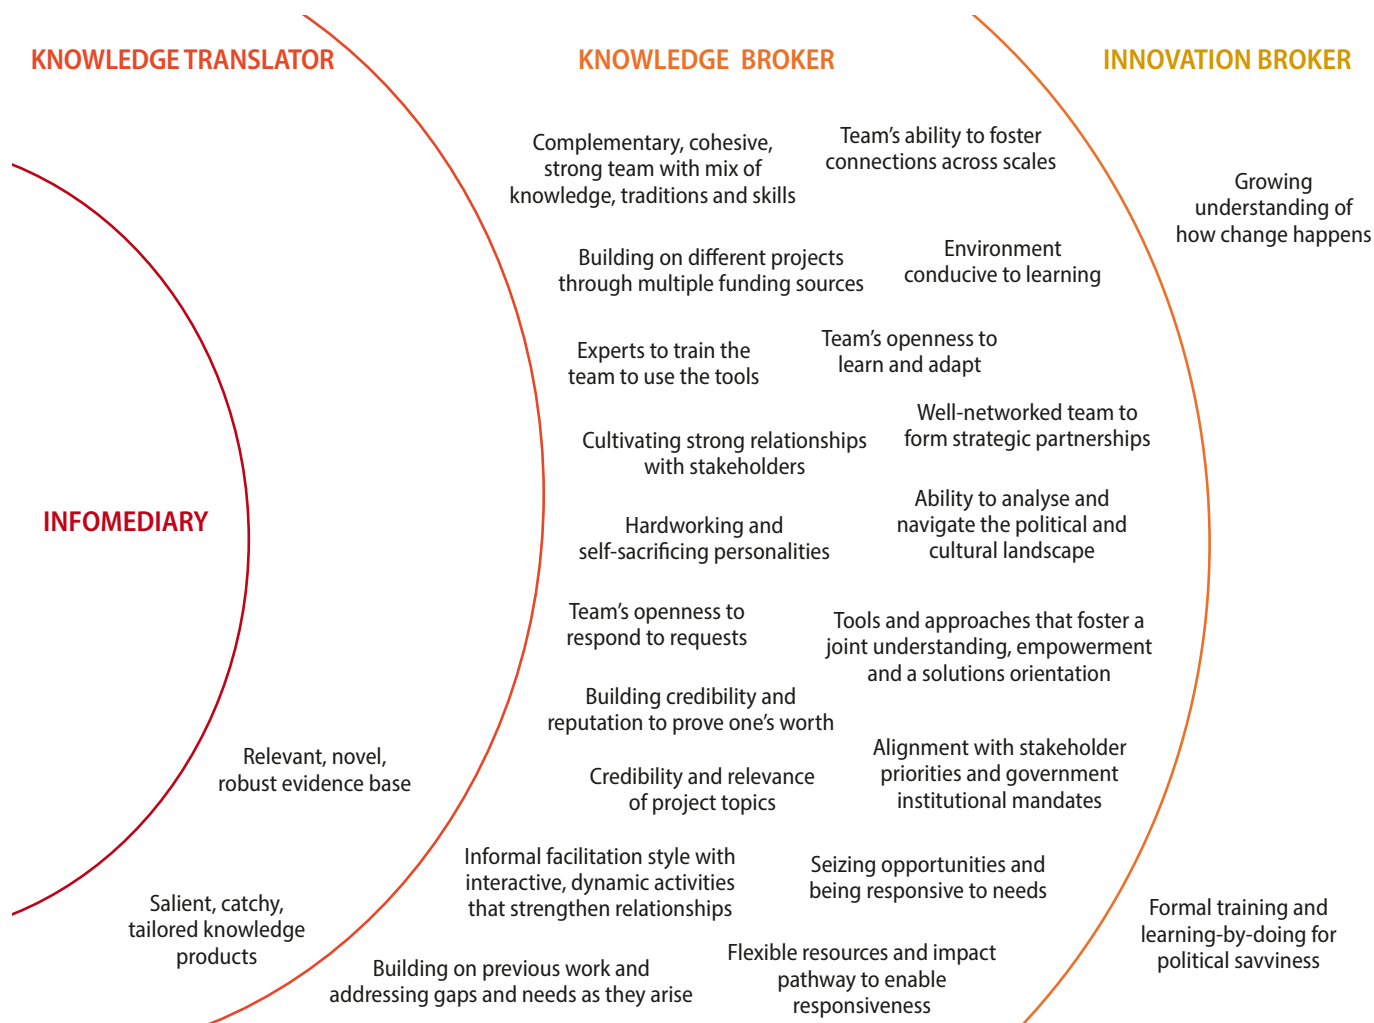 KNOWLEDGE TRANSLATOR
KNOWLEDGE BROKER
INNOVATION BROKER
INFOMEDIARY
Relevant, novel,
robust evidence base
Salient, catchy,
tailored knowledge
products
Complementary, cohesive,
strong team with mix of
knowledge, traditions and skills
Team's ability to foster
connections across scales
Building on different projects
through multiple funding sources
Environment
conducive to learning
Experts to train the
team to use the tools
Team's openness to
learn and adapt
Cultivating strong relationships
with stakeholders
Well-networked team to
form strategic partnerships
Hardworking and
self-sacrificing personalities
Ability to analyse and
navigate the political and
cultural landscape
Team's openness to
respond to requests
Tools and approaches that foster a
joint understanding, empowerment
and a solutions orientation
Building credibility and
reputation to prove one's worth
Credibility and relevance
of project topics
Alignment with stakeholder
priorities and government
institutional mandates
Informal facilitation style with
interactive, dynamic activities
that strengthen relationships
Seizing opportunities and
being responsive to needs
Building on previous work and
addressing gaps and needs as they arise
Flexible resources and impact
pathway to enable
responsiveness
Growing
understanding of
how change happens
Formal training and
learning-by-doing for
political savviness